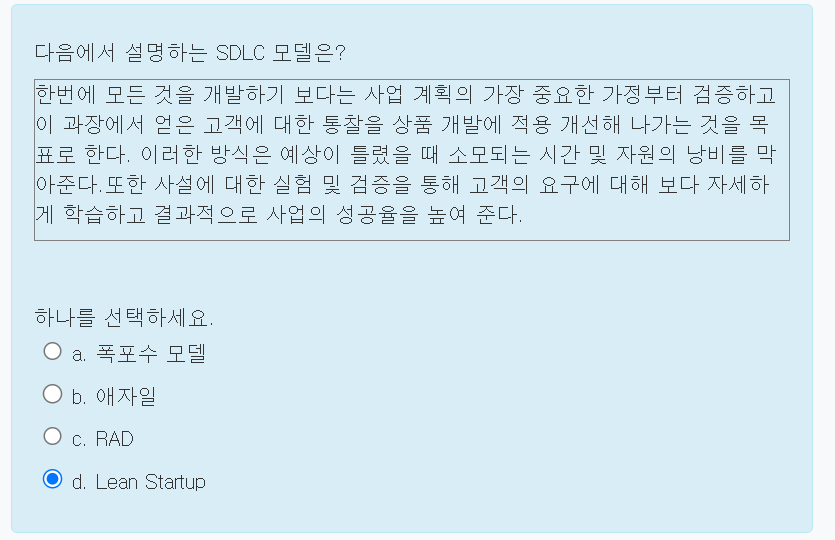 다음에서 설명하는 SDLC 모델은?
한번에 모든 것을 개발하기 보다는 사업 계획의 가장 중요한 가정부터 검증하고
이 과장에서 얻은 고객에 대한 통찰을 상품 개발에 적용 개선해 나가는 것을 목
표로 한다. 이러한 방식은 예상이 틀렸을 때 소모되는 시간 및 자원의 낭비를 막
아준다.또한 사설에 대한 실험 및 검증을 통해 고객의 요구에 대해 보다 자세하
게 학습하고 결과적으로 사업의 성공율을 높여 준다.
하나를 선택하세요.
a. 폭포수 모델
b. 애자일
c. RAD
d. Lean Startup